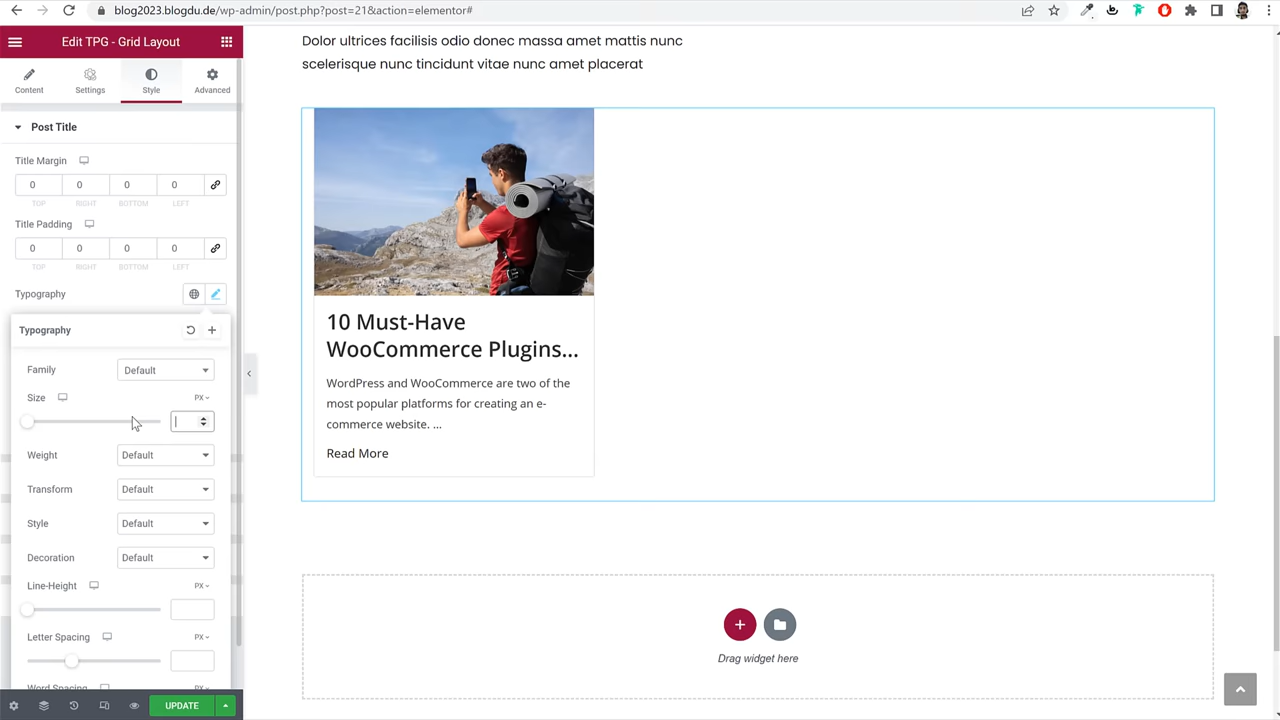 blog2023.blogdu.de/wp-admin/post.php?post=21&action=elementor#
Edit TPG - Grid Layout
Content
Settings
Style
Advanced
Post Title
Title Margin
0 0 0 0
TOP RIGHT BOTTOM LEFT
Title Padding
0 0 0 0
TOP RIGHT BOTTOM LEFT
Typography
Typography
Family Default
Size PX
Weight Default
Transform Default
Style Default
Decoration Default
Line-Height PX
Letter Spacing PX
Word Spacing PX
UPDATE
Dolor ultrices facilisis odio donec massa amet mattis nunc
scelerisque nunc tincidunt vitae nunc amet placerat
10 Must-Have
WooCommerce Plugins...
WordPress and WooCommerce are two of the
most popular platforms for creating an e-
commerce website. ...
Read More
Drag widget here